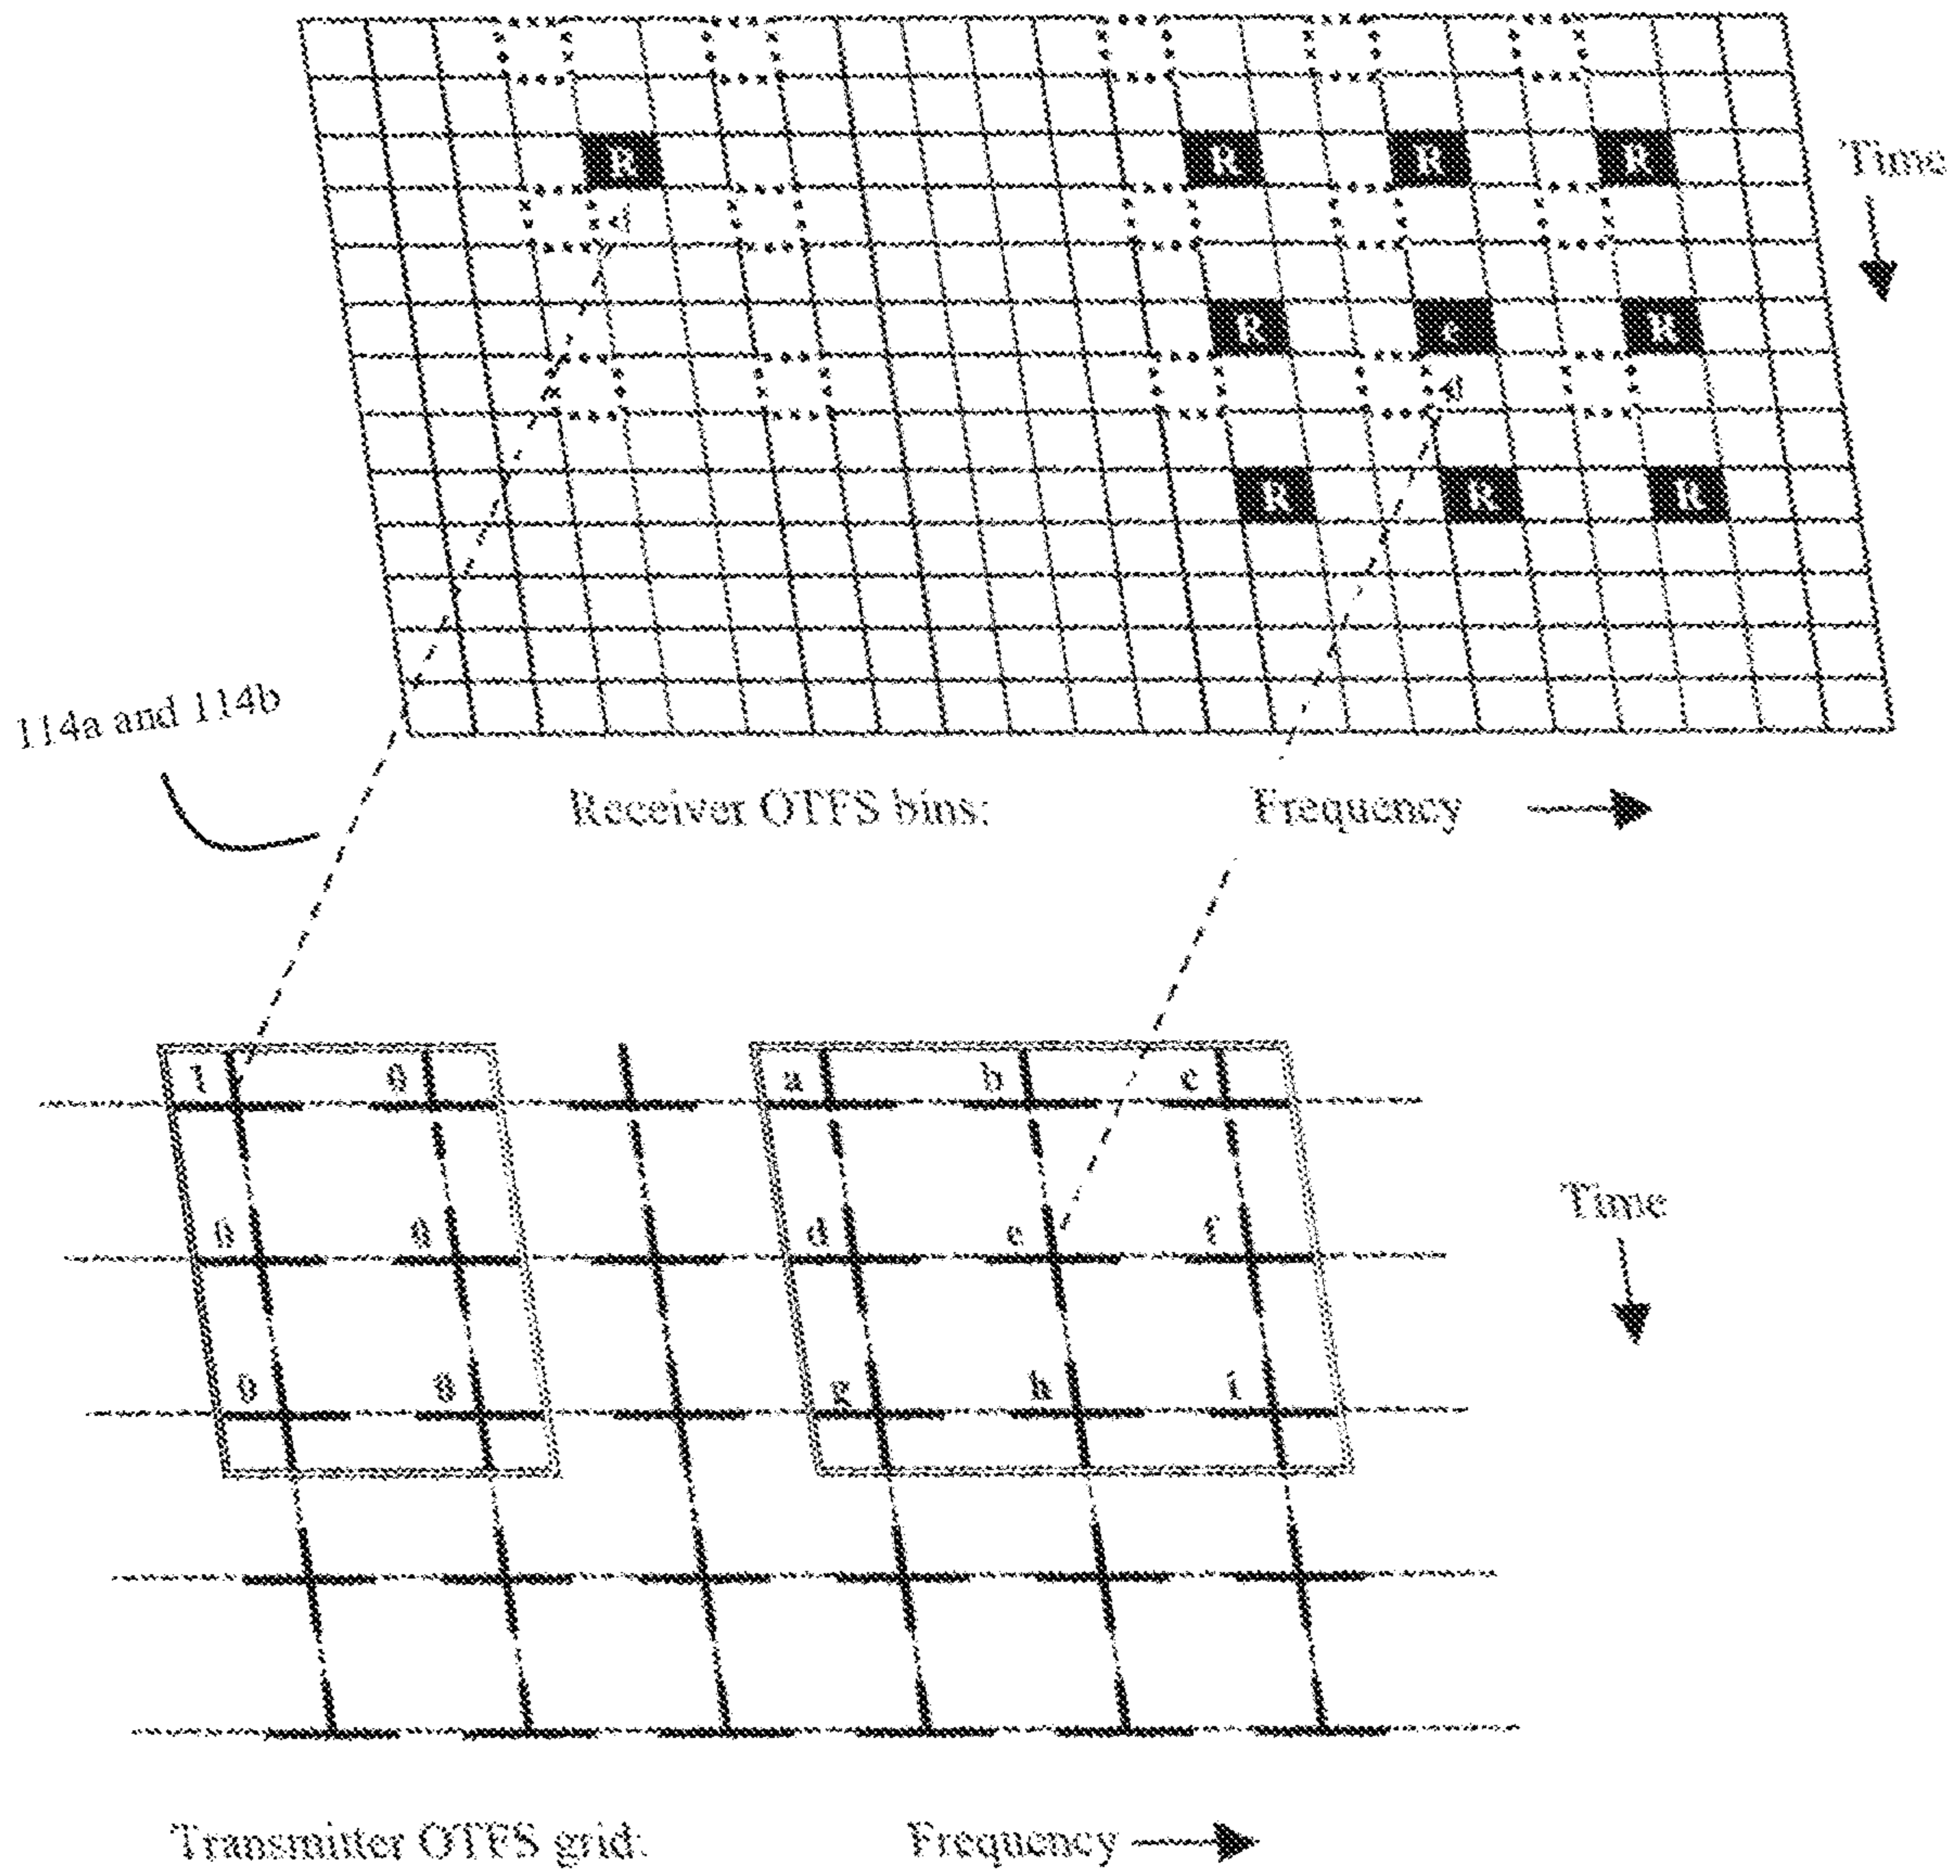 R R R R
Time
R e R
R R R
114a and 114b
Receiver OTFS bins: Frequency
1 0 a b c
0 0 d e f
Time
0 0 g h i
Transmitter OTFS grid: Frequency